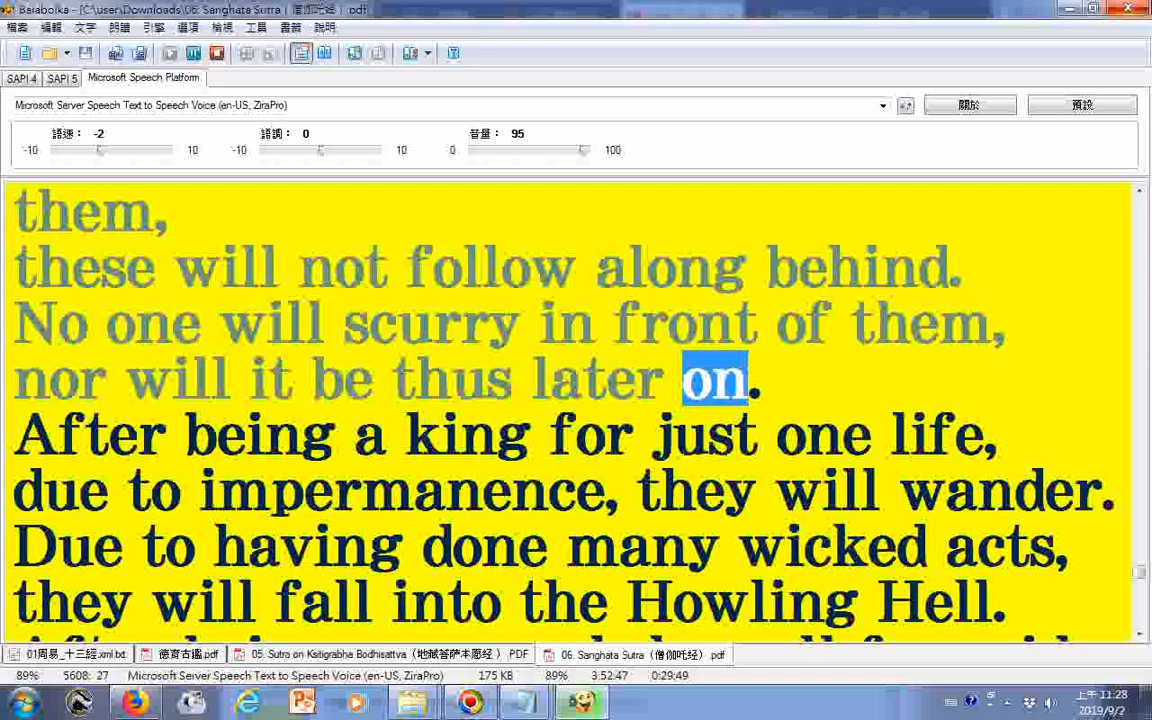 Balabolka - [C:\user\Downloads\06. Sanghata Sutra（僧伽吒经）.pdf]
檔案 編輯 文字 朗讀 引擎 選項 檢視 工具 書籤 說明
SAPI 4 SAPI 5 Microsoft Speech Platform
Microsoft Server Speech Text to Speech Voice (en-US, ZiraPro) 關於 預設
語速： -2 語調： 0 音量： 95
-10 10 -10 10 0 100
them,
these will not follow along behind.
No one will scurry in front of them,
nor will it be thus later on.
After being a king for just one life,
due to impermanence, they will wander.
Due to having done many wicked acts,
they will fall into the Howling Hell.
01周易_十三經.xml.txt 德育古鑑.pdf 05. Sutra on Ksitigrabha Bodhisattva（地藏菩萨本愿经）.PDF 06. Sanghata Sutra（僧伽吒经）.pdf
89% 5608: 27 Microsoft Server Speech Text to Speech Voice (en-US, ZiraPro) 175 KB 89% 3:52:47 0:29:49
上午 11:28
2019/9/2